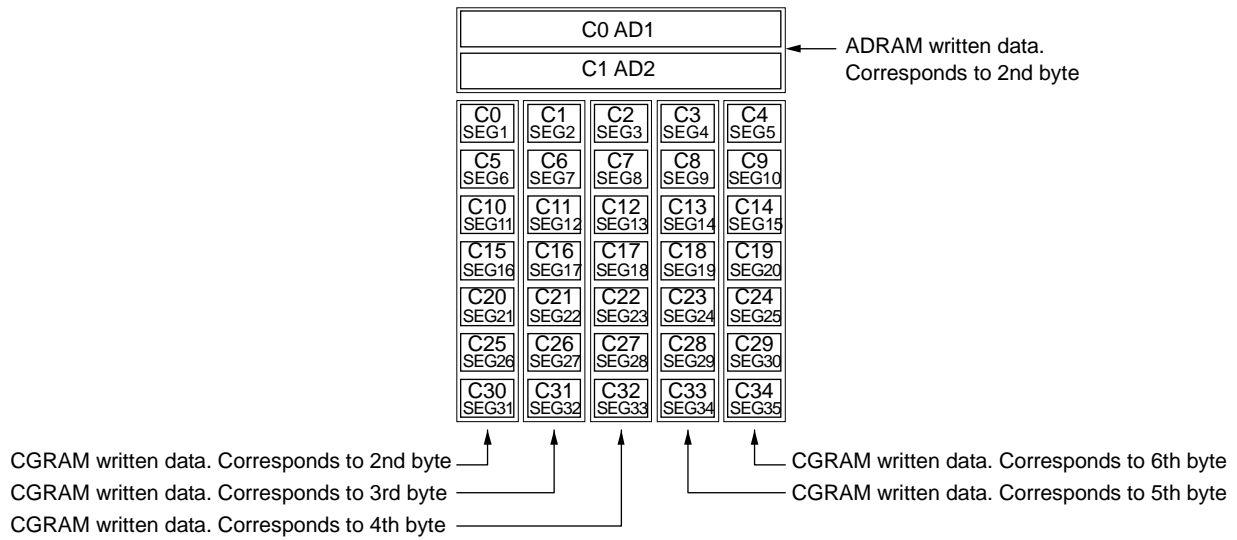 C0 AD1
ADRAM written data.
C1 AD2
Corresponds to 2nd byte
C0 C1 C2 C3 C4
SEG1 SEG2 SEG3 SEG4 SEG5
C5 C6 C7 C8 C9
SEG6 SEG7 SEG8 SEG9 SEG10
C10 C11 C12 C13 C14
SEG11 SEG12 SEG13 SEG14 SEG15
C15 C16 C17 C18 C19
SEG16 SEG17 SEG18 SEG19 SEG20
C20 C21 C22 C23 C24
SEG21 SEG22 SEG23 SEG24 SEG25
C25 C26 C27 C28 C29
SEG26 SEG27 SEG28 SEG29 SEG30
C30 C31 C32 C33 C34
SEG31 SEG32 SEG33 SEG34 SEG35
CGRAM written data. Corresponds to 2nd byte
CGRAM written data. Corresponds to 6th byte
CGRAM written data. Corresponds to 3rd byte
CGRAM written data. Corresponds to 5th byte
CGRAM written data. Corresponds to 4th byte